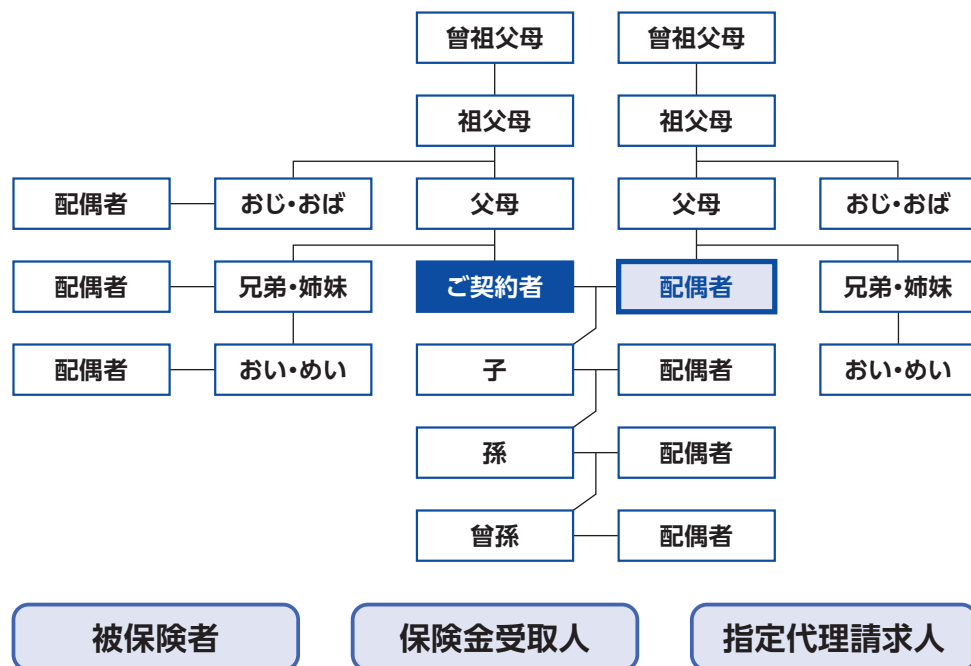 曾祖父母
曾祖父母
祖父母
祖父母
配偶者
おじ・おば
父母
父母
おじ・おば
配偶者
兄弟・姉妹
ご契約者
配偶者
兄弟・姉妹
配偶者
おい・めい
子
配偶者
おい・めい
孫
配偶者
曾孫
配偶者
被保険者
保険金受取人
指定代理請求人